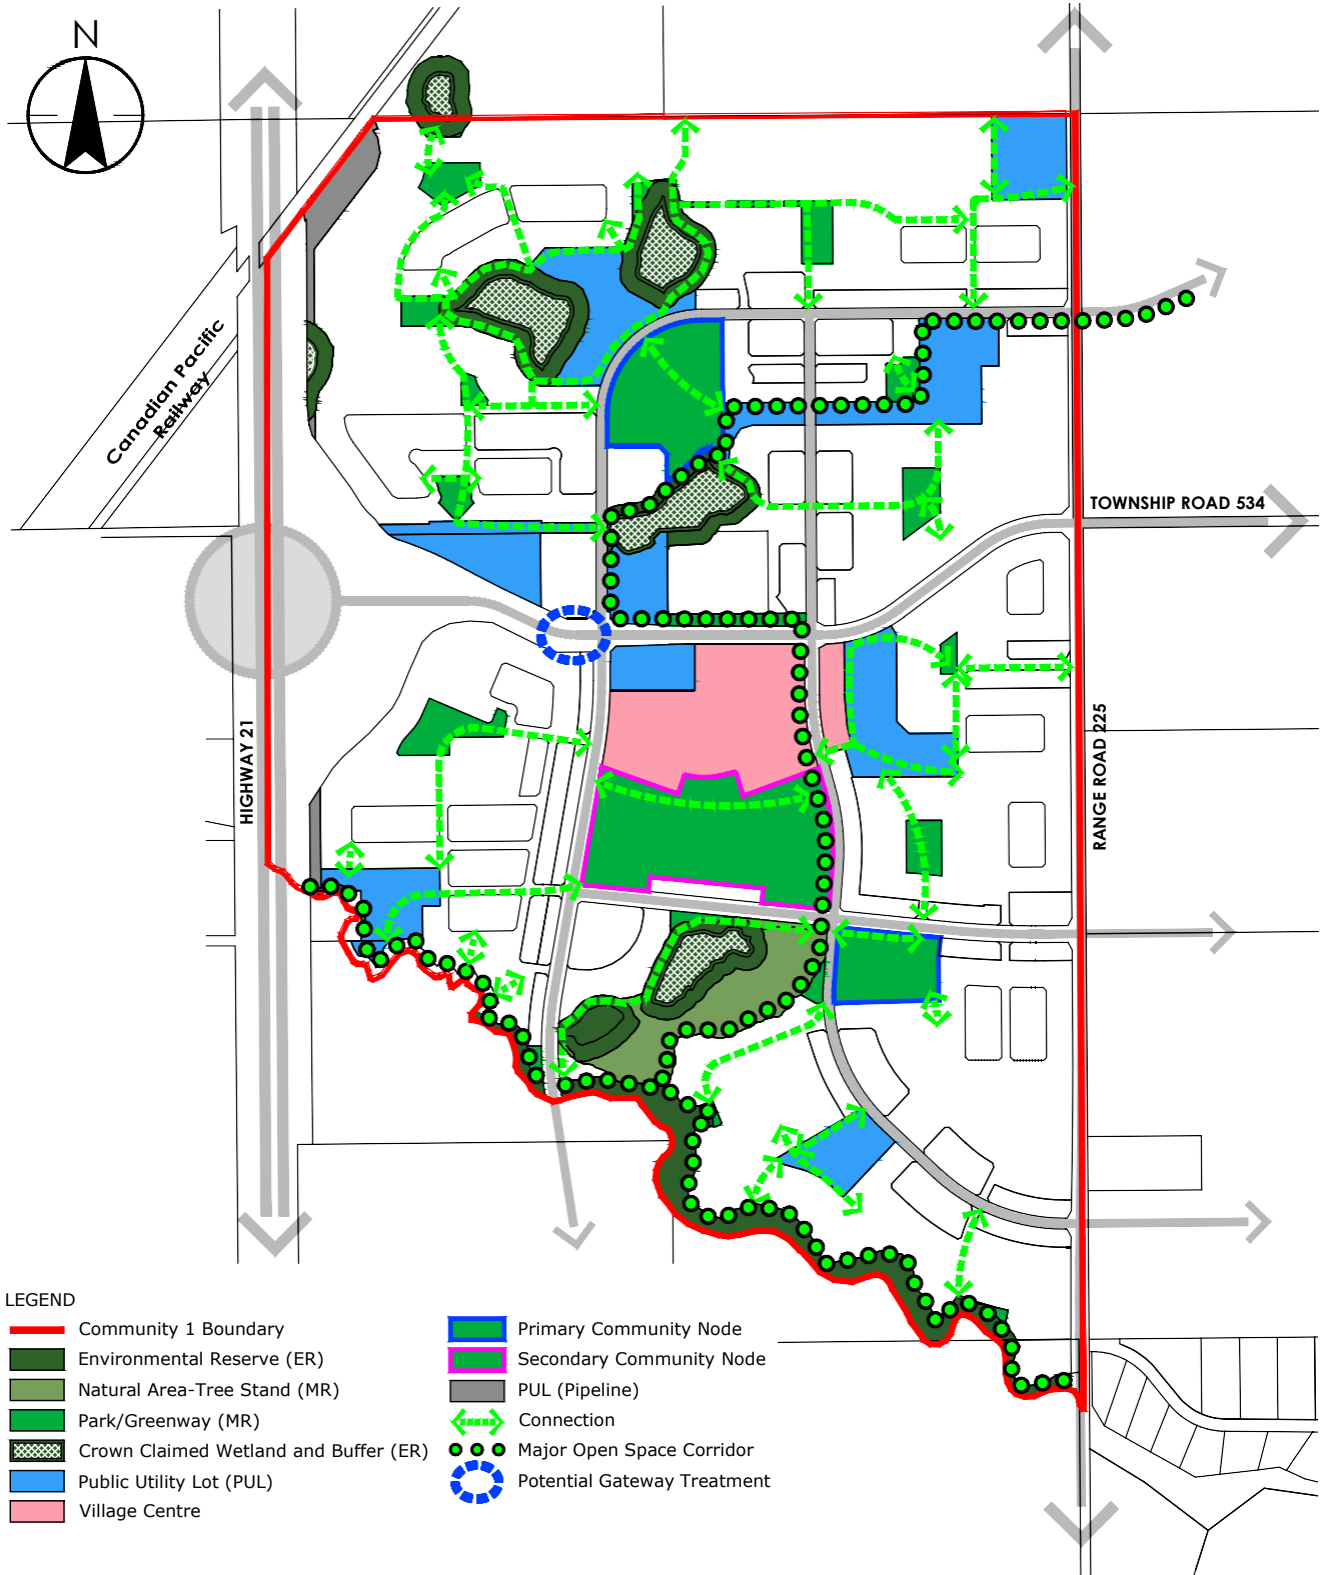 N
Canadian Pacific
Railway
TOWNSHIP ROAD 534
HIGHWAY 21
RANGE ROAD 225
LEGEND
Community 1 Boundary
Environmental Reserve (ER)
Natural Area-Tree Stand (MR)
Park/Greenway (MR)
Crown Claimed Wetland and Buffer (ER)
Public Utility Lot (PUL)
Village Centre
Primary Community Node
Secondary Community Node
PUL (Pipeline)
Connection
Major Open Space Corridor
Potential Gateway Treatment